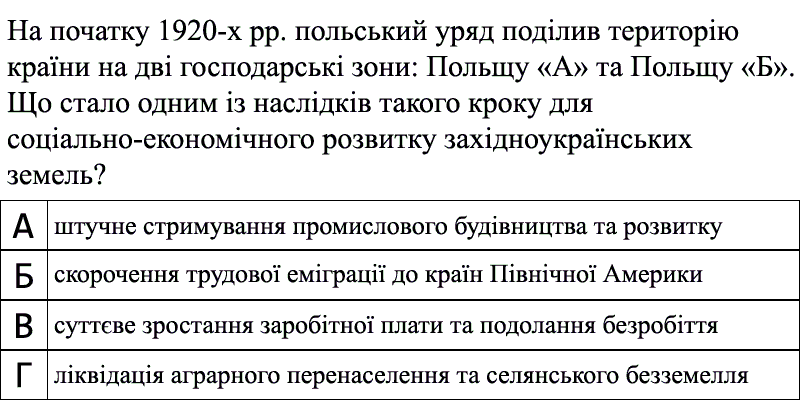 На початку 1920-х рр. польський уряд поділив територію
країни на дві господарські зони: Польщу «А» та Польщу «Б».
Що стало одним із наслідків такого кроку для
соціально-економічного розвитку західноукраїнських
земель?
А штучне стримування промислового будівництва та розвитку
Б скорочення трудової еміграції до країн Північної Америки
В суттєве зростання заробітної плати та подолання безробіття
Г ліквідація аграрного перенаселення та селянського безземелля